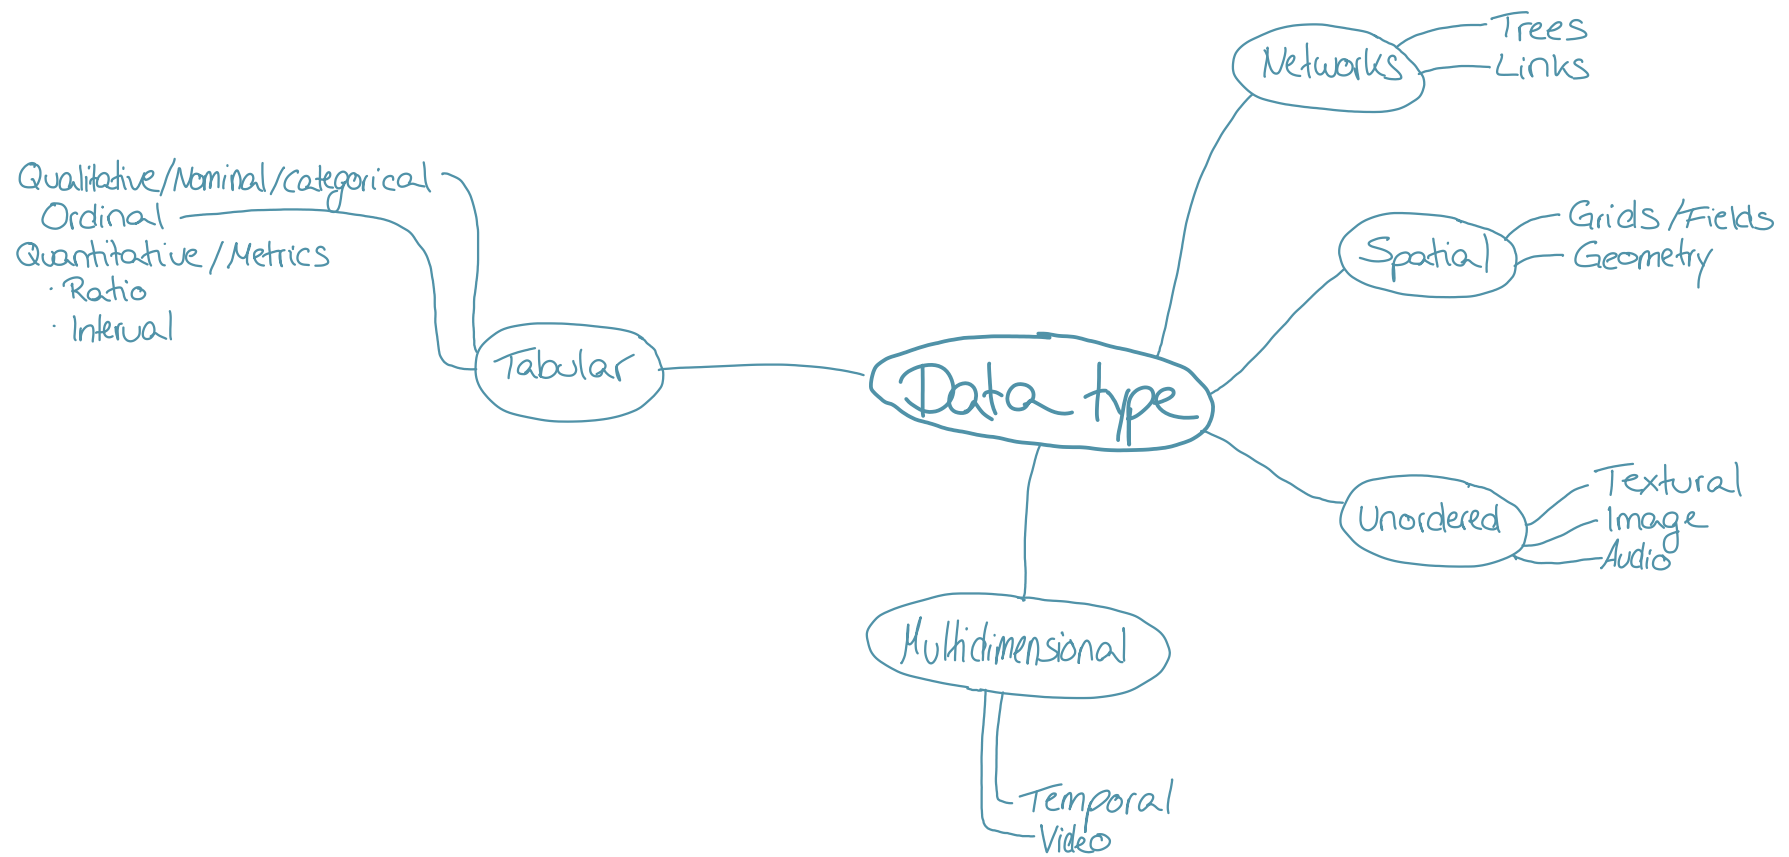 Data type
Networks
Trees
Links
Spatial
Grids/Fields
Geometry
Unordered
Textural
Image
Audio
Multidimensional
Temporal
Video
Tabular
Qualitative/Nominal/Categorical
Ordinal
Quantitative/Metrics
· Ratio
· Interval